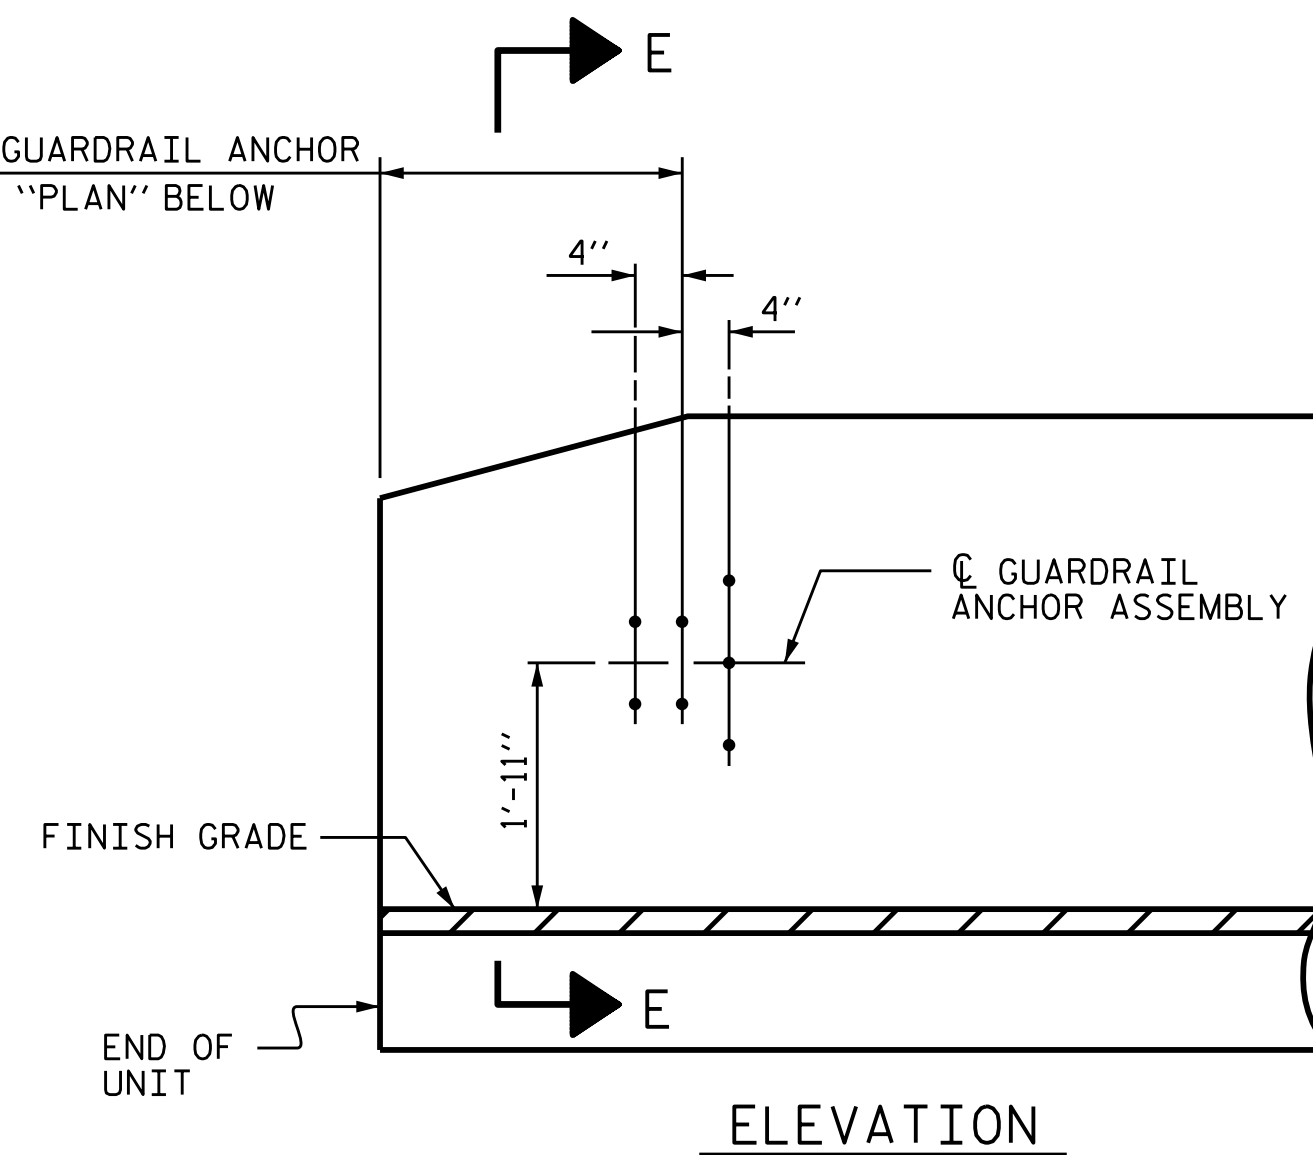 E
GUARDRAIL ANCHOR
"PLAN" BELOW
4"
4"
℄ GUARDRAIL
ANCHOR ASSEMBLY
1'-11"
FINISH GRADE
E
END OF
UNIT
ELEVATION